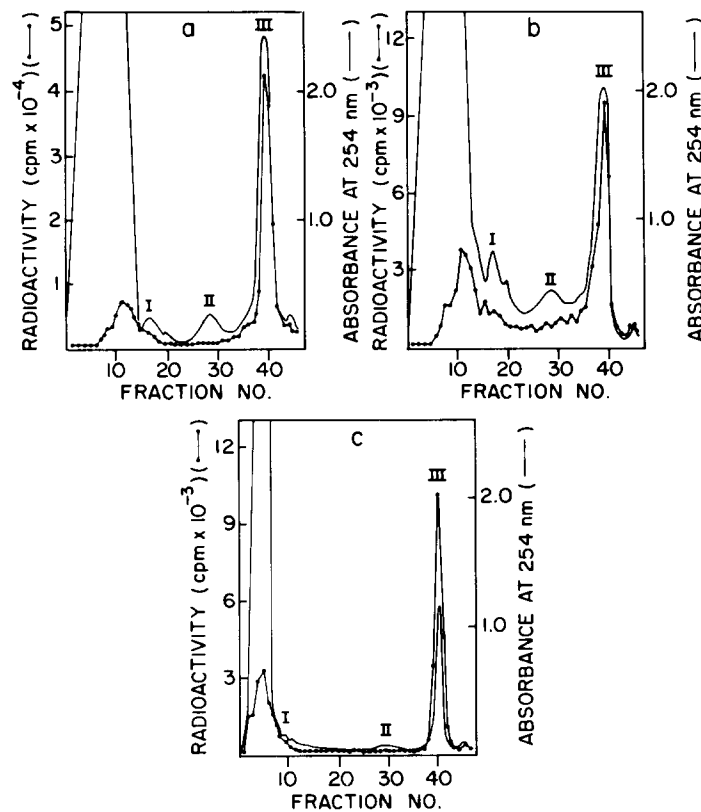 a
III
I
II
5
4
3
2
1
2.0
1.0
10 20 30 40
FRACTION NO.
RADIOACTIVITY (cpm x 10⁻⁴)(•—•)
ABSORBANCE AT 254 nm (—)
b
III
I
II
12
9
6
3
2.0
1.0
10 20 30 40
FRACTION NO.
RADIOACTIVITY (cpm x 10⁻³)(•—•)
ABSORBANCE AT 254 nm (—)
c
III
I
II
12
9
6
3
2.0
1.0
10 20 30 40
FRACTION NO.
RADIOACTIVITY (cpm x 10⁻³)(•—•)
ABSORBANCE AT 254 nm (—)